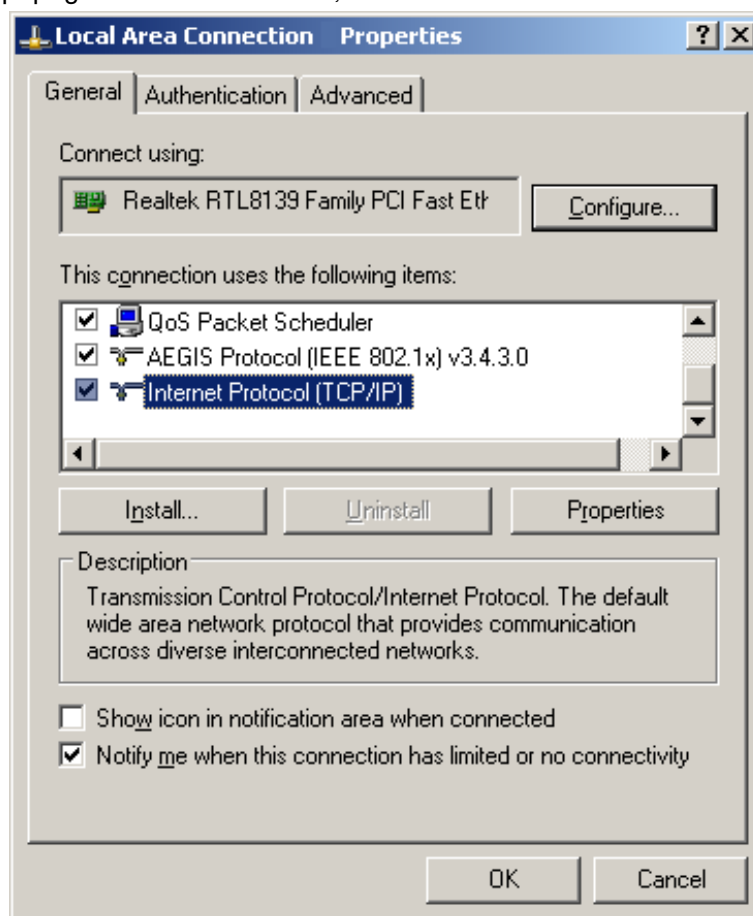 Local Area Connection Properties
General Authentication Advanced
Connect using:
Realtek RTL8139 Family PCI Fast Eth
Configure...
This connection uses the following items:
QoS Packet Scheduler
AEGIS Protocol (IEEE 802.1x) v3.4.3.0
Internet Protocol (TCP/IP)
Install... Uninstall Properties
Description
Transmission Control Protocol/Internet Protocol. The default
wide area network protocol that provides communication
across diverse interconnected networks.
Show icon in notification area when connected
Notify me when this connection has limited or no connectivity
OK Cancel